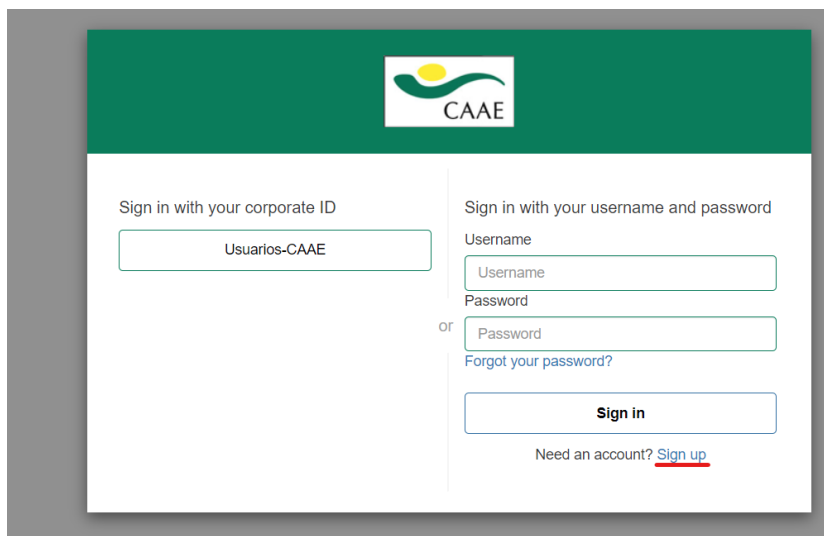 CAAE
Sign in with your corporate ID
Usuarios-CAAE
or
Sign in with your username and password
Username
Username
Password
Password
Forgot your password?
Sign in
Need an account? Sign up